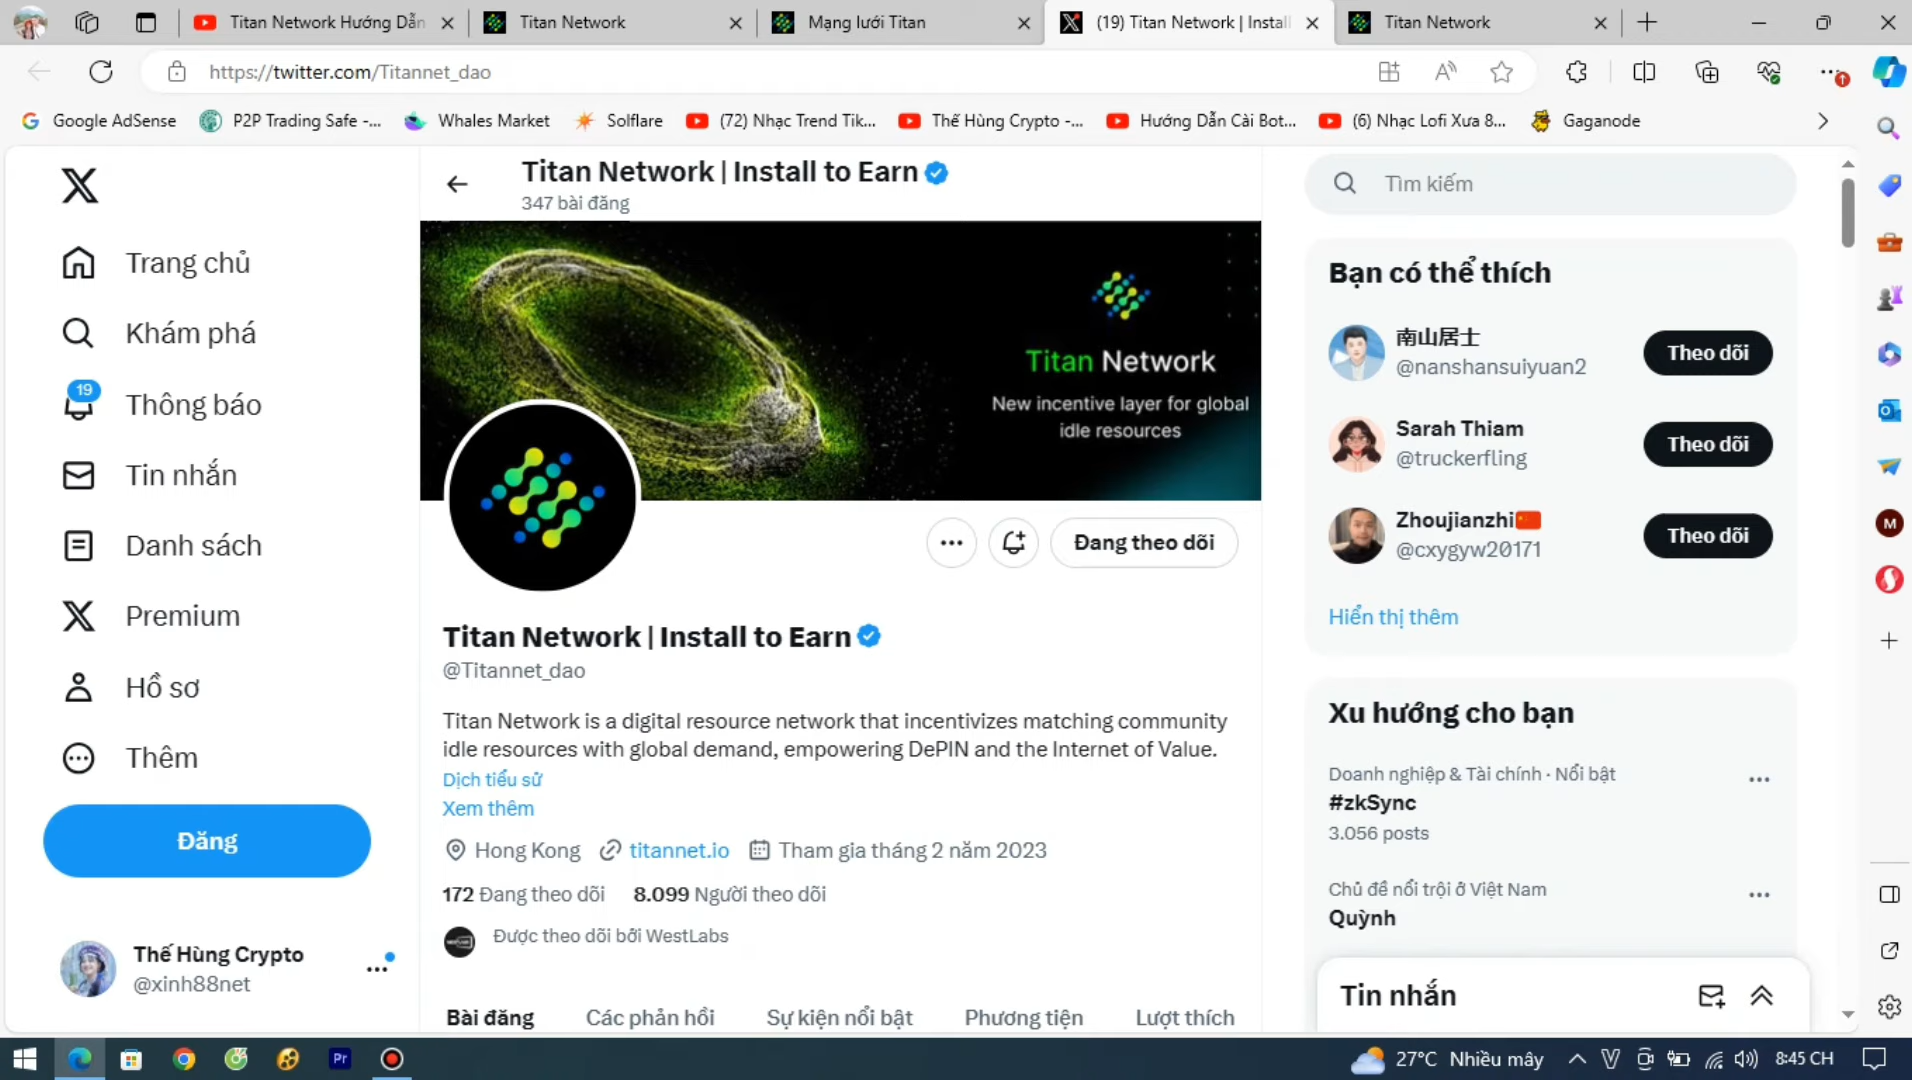 Titan Network Hướng Dẫn
Titan Network
Mạng lưới Titan
(19) Titan Network | Install
Titan Network
https://twitter.com/Titannet_dao
Google AdSense
P2P Trading Safe -...
Whales Market
Solflare
(72) Nhạc Trend Tik...
Thế Hùng Crypto -...
Hướng Dẫn Cài Bot...
(6) Nhạc Lofi Xưa 8...
Gaganode
Trang chủ
Khám phá
19
Thông báo
Tin nhắn
Danh sách
Premium
Hồ sơ
Thêm
Đăng
Thế Hùng Crypto
@xinh88net
Titan Network | Install to Earn
347 bài đăng
Titan Network
New incentive layer for global
idle resources
Đang theo dõi
Titan Network | Install to Earn
@Titannet_dao
Titan Network is a digital resource network that incentivizes matching community
idle resources with global demand, empowering DePIN and the Internet of Value.
Dịch tiểu sử
Xem thêm
Hong Kong titannet.io Tham gia tháng 2 năm 2023
172 Đang theo dõi 8.099 Người theo dõi
Được theo dõi bởi WestLabs
Bài đăng
Các phản hồi
Sự kiện nổi bật
Phương tiện
Lượt thích
Tìm kiếm
Bạn có thể thích
南山居士
@nanshansuiyuan2
Theo dõi
Sarah Thiam
@truckerfling
Theo dõi
Zhoujianzhi
@cxygyw20171
Theo dõi
Hiển thị thêm
Xu hướng cho bạn
Doanh nghiệp & Tài chính · Nổi bật
#zkSync
3.056 posts
Chủ đề nổi trội ở Việt Nam
Quỳnh
Tin nhắn
M
Pr
27°C Nhiều mây
8:45 CH